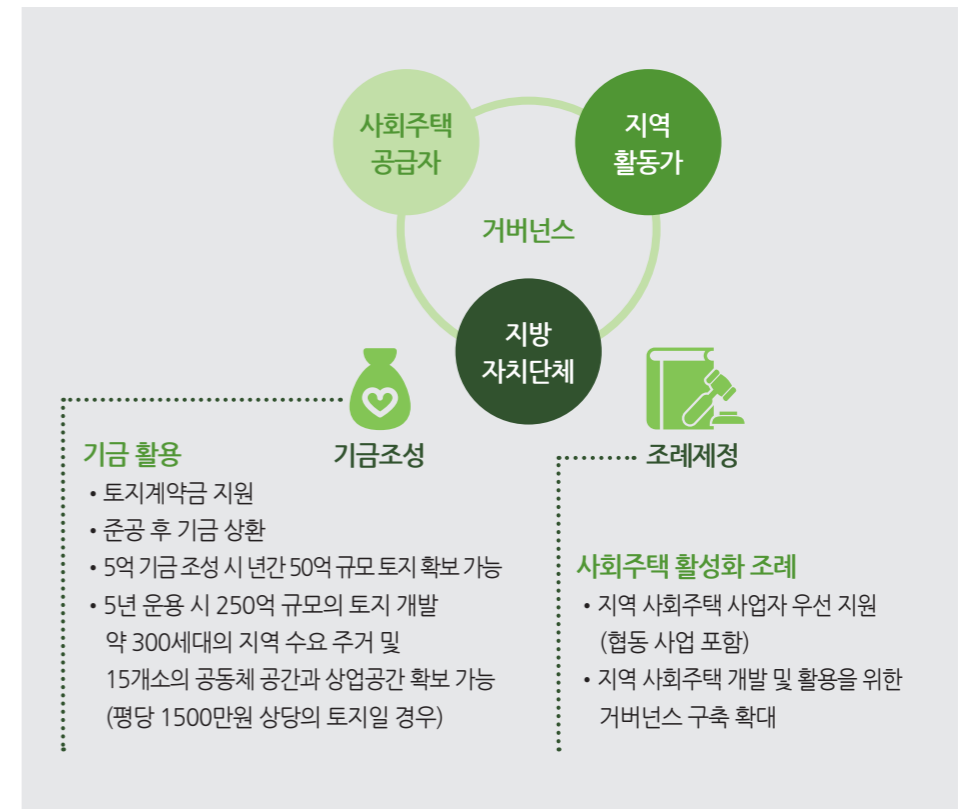 사회주택
공급자
지역
활동가
거버넌스
지방
자치단체
기금조성
기금 활용
• 토지계약금 지원
• 준공 후 기금 상환
• 5억 기금 조성 시 년간 50억 규모 토지 확보 가능
• 5년 운용 시 250억 규모의 토지 개발
약 300세대의 지역 수요 주거 및
15개소의 공동체 공간과 상업공간 확보 가능
(평당 1500만원 상당의 토지일 경우)
조례제정
사회주택 활성화 조례
• 지역 사회주택 사업자 우선 지원
(협동 사업 포함)
• 지역 사회주택 개발 및 활용을 위한
거버넌스 구축 확대